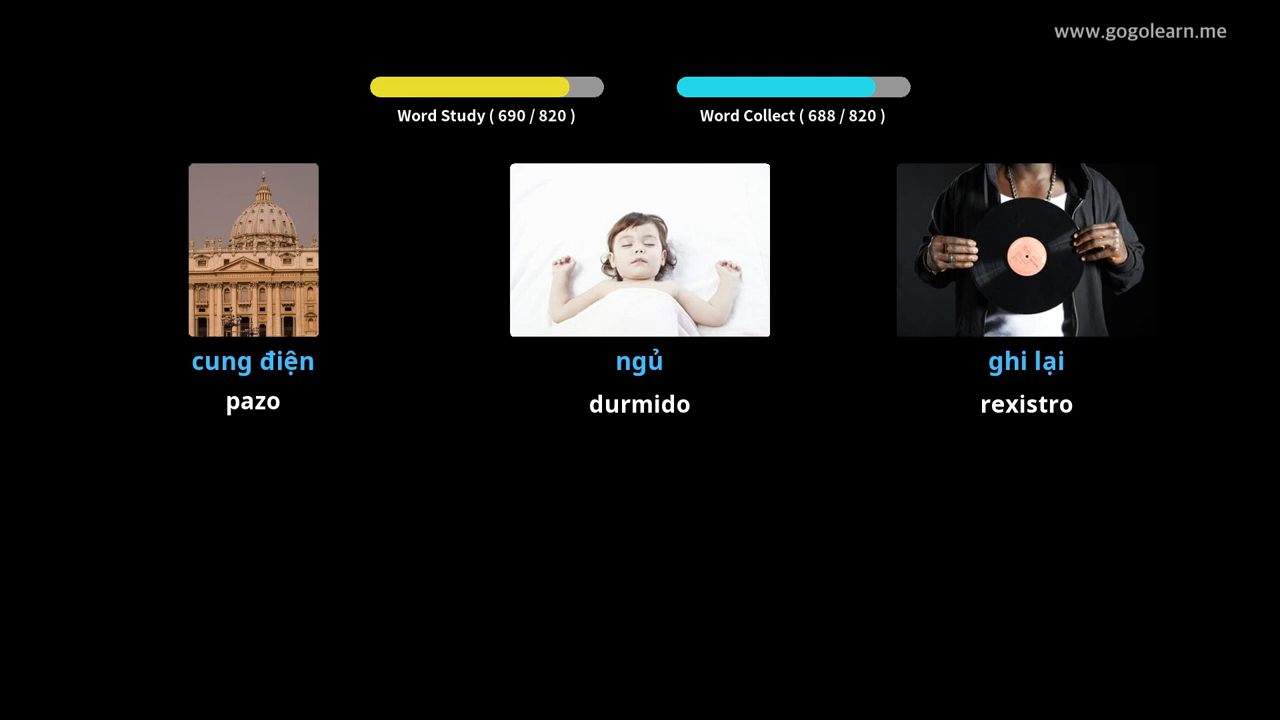 www.gogolearn.me
Word Study ( 690 / 820 )
Word Collect ( 688 / 820 )
cung điện
pazo
ngủ
durmido
ghi lại
rexistro